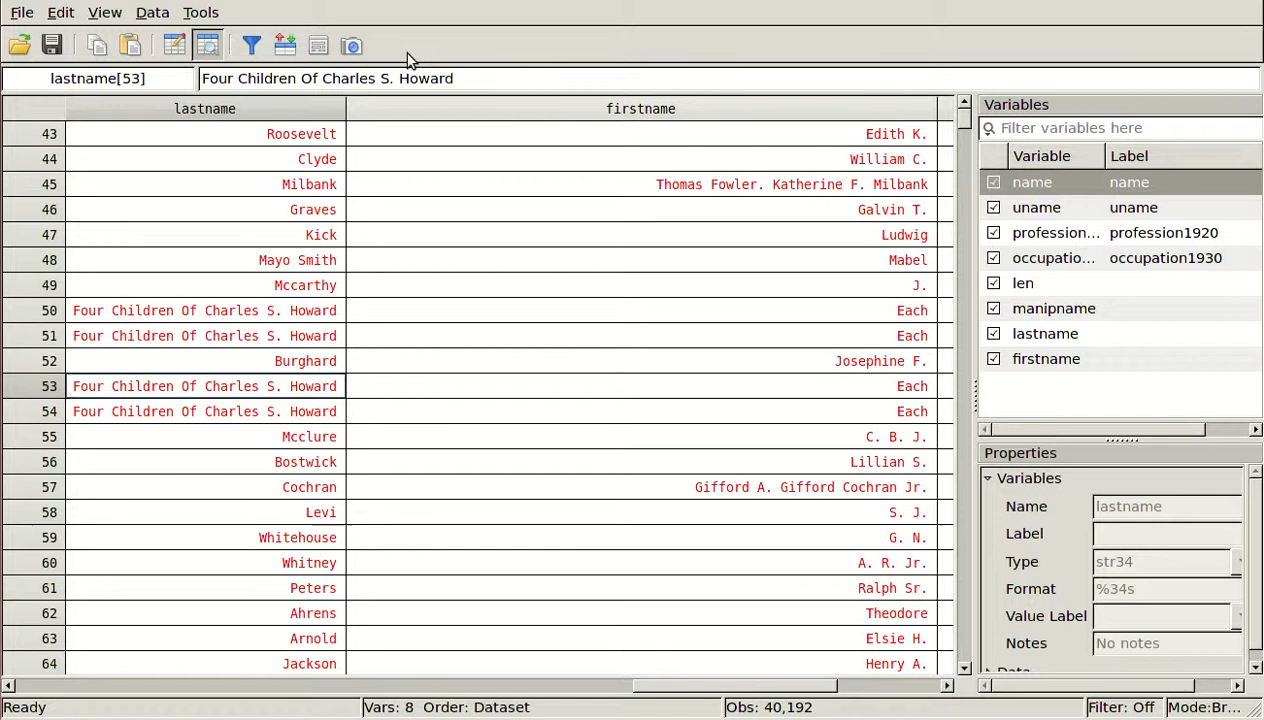 File Edit View Data Tools
lastname[53] Four Children Of Charles S. Howard
lastname firstname
43 Roosevelt Edith K.
44 Clyde William C.
45 Milbank Thomas Fowler. Katherine F. Milbank
46 Graves Galvin T.
47 Kick Ludwig
48 Mayo Smith Mabel
49 Mccarthy J.
50 Four Children Of Charles S. Howard Each
51 Four Children Of Charles S. Howard Each
52 Burghard Josephine F.
53 Four Children Of Charles S. Howard Each
54 Four Children Of Charles S. Howard Each
55 Mcclure C. B. J.
56 Bostwick Lillian S.
57 Cochran Gifford A. Gifford Cochran Jr.
58 Levi S. J.
59 Whitehouse G. N.
60 Whitney A. R. Jr.
61 Peters Ralph Sr.
62 Ahrens Theodore
63 Arnold Elsie H.
64 Jackson Henry A.
Variables
Filter variables here
Variable Label
name name
uname uname
profession... profession1920
occupatio... occupation1930
len
manipname
lastname
firstname
Properties
Variables
Name lastname
Label
Type str34
Format %34s
Value Label
Notes No notes
Ready Vars: 8 Order: Dataset Obs: 40,192 Filter: Off Mode:Br...